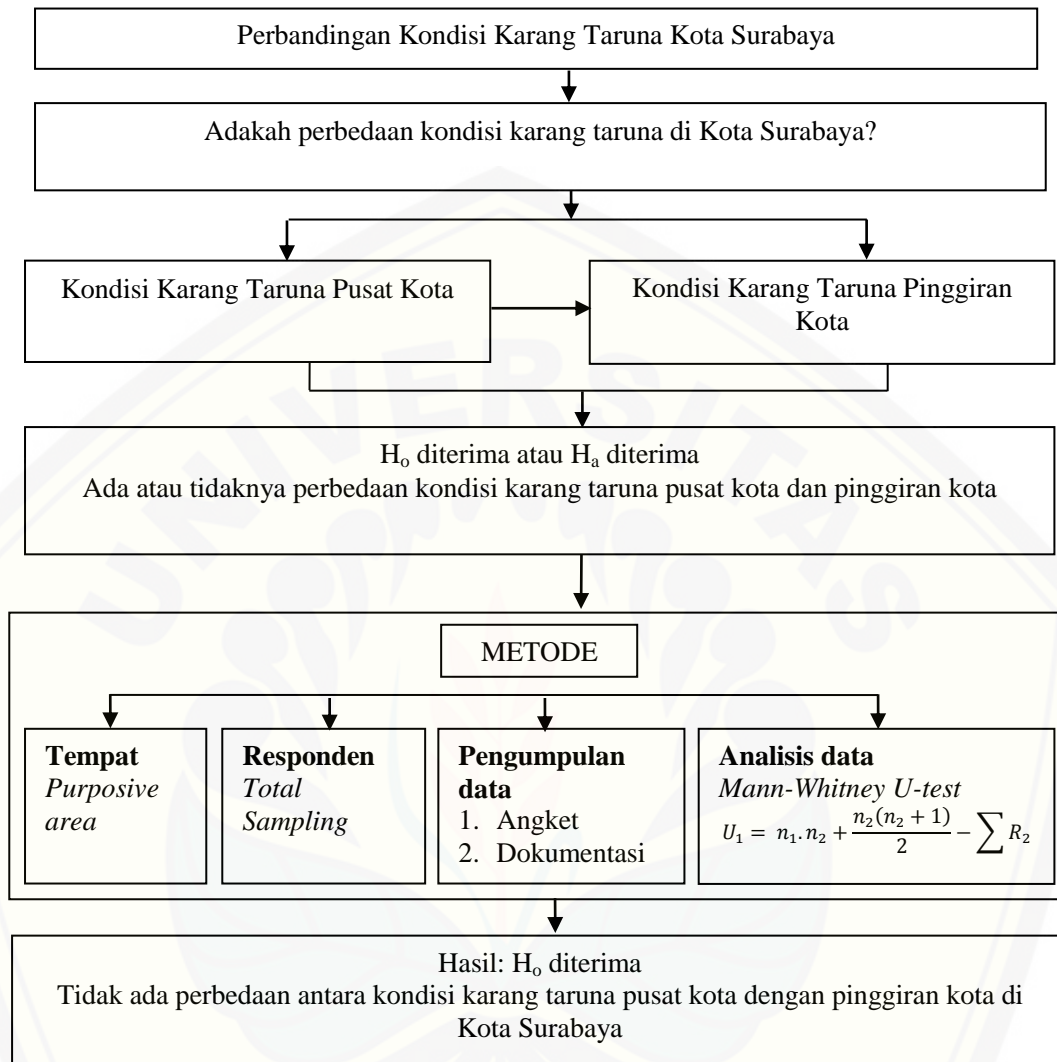 Perbandingan Kondisi Karang Taruna Kota Surabaya
Adakah perbedaan kondisi karang taruna di Kota Surabaya?
Kondisi Karang Taruna Pusat Kota
Kondisi Karang Taruna Pinggiran
Kota
H₀ diterima atau Hₐ diterima
Ada atau tidaknya perbedaan kondisi karang taruna pusat kota dan pinggiran kota
METODE
Tempat
Purposive
area
Responden
Total
Sampling
Pengumpulan
data
1. Angket
2. Dokumentasi
Analisis data
Mann-Whitney U-test
U₁ = n₁.n₂ + n₂(n₂ + 1)/2 − ∑ R₂
Hasil: H₀ diterima
Tidak ada perbedaan antara kondisi karang taruna pusat kota dengan pinggiran kota di
Kota Surabaya
UNIVERSITAS